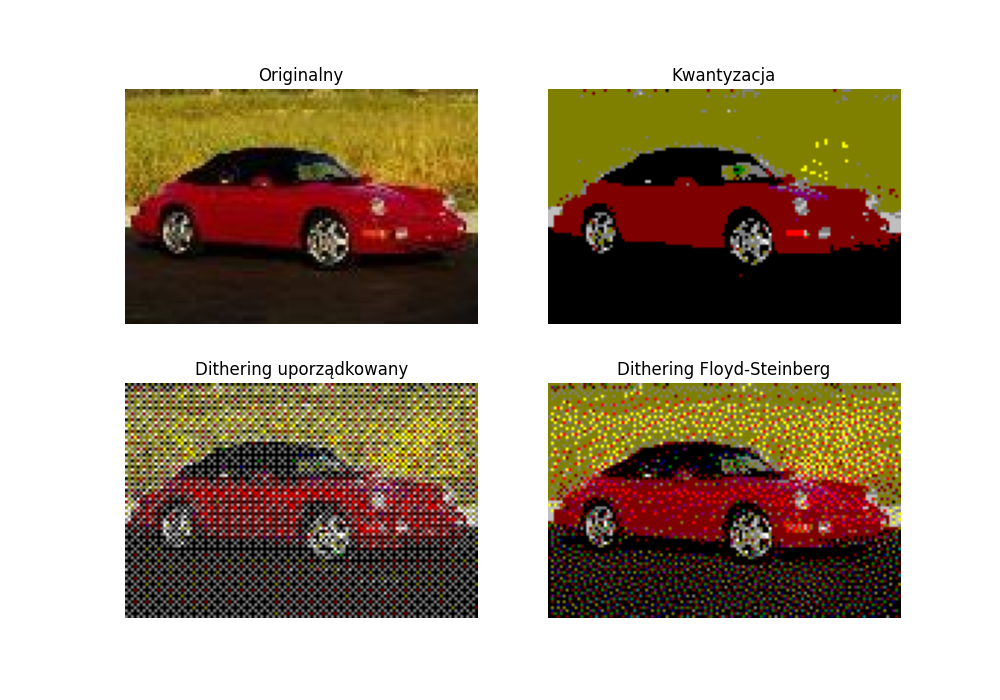 Originalny
Kwantyzacja
Dithering uporządkowany
Dithering Floyd-Steinberg